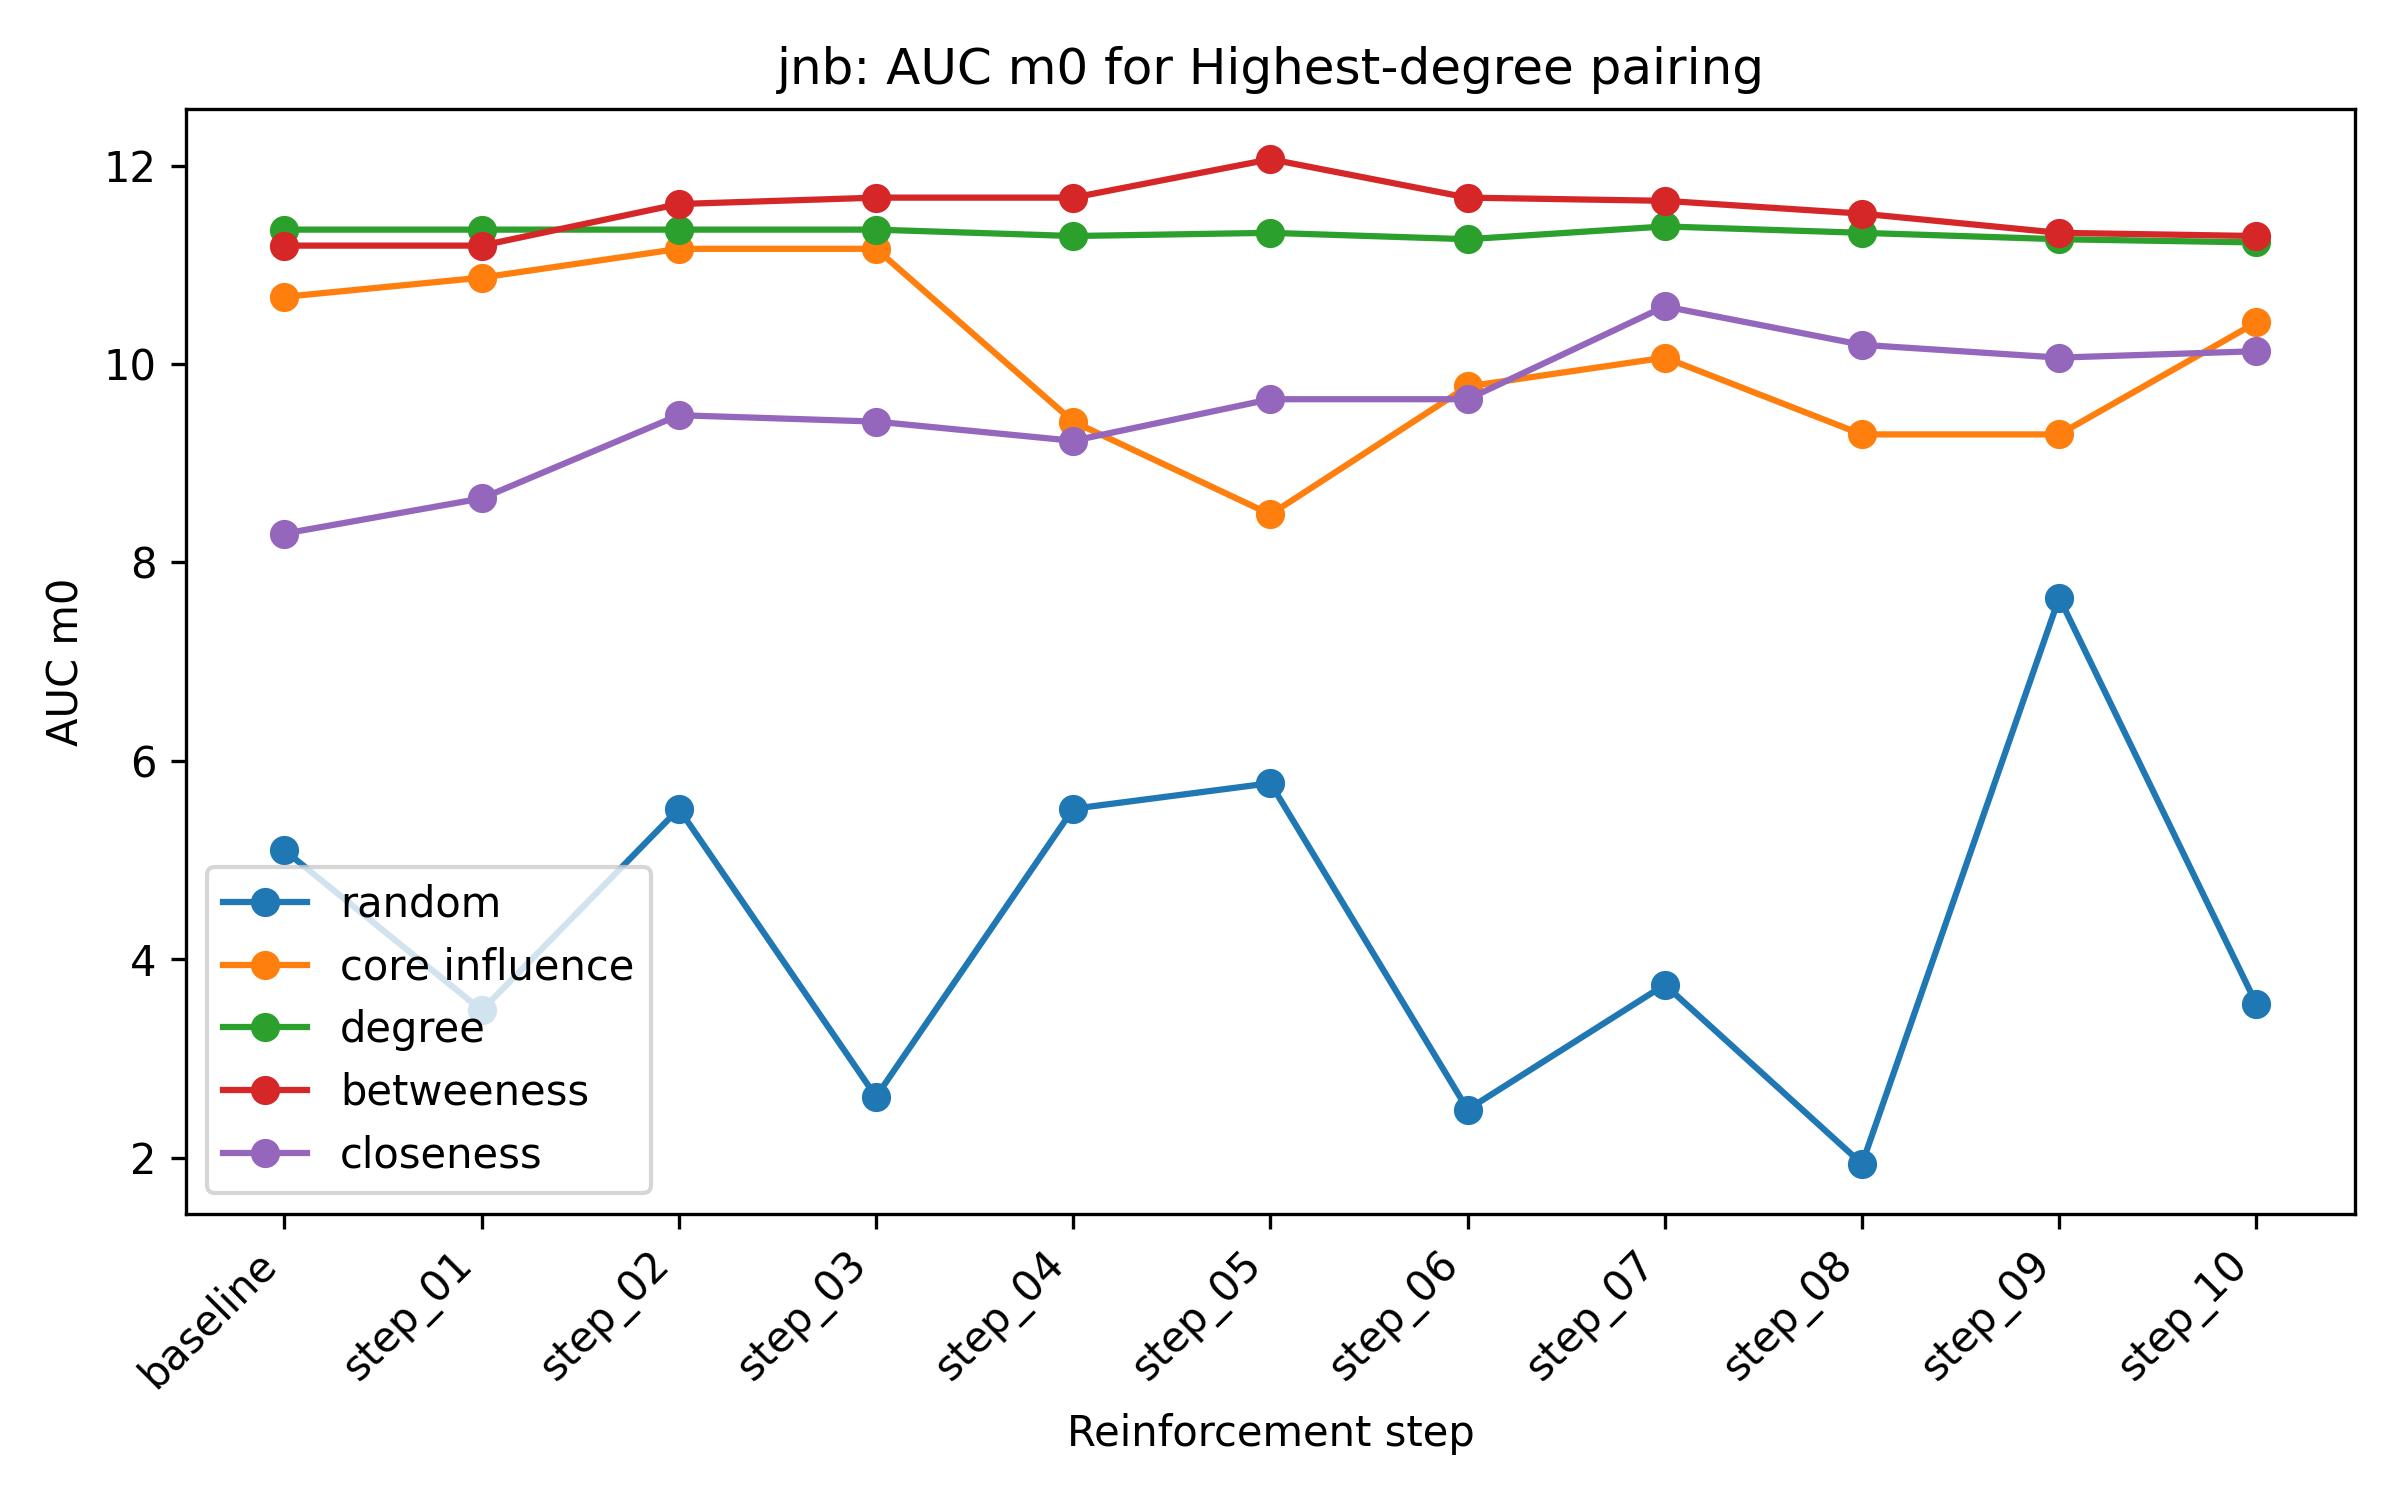 jnb: AUC m0 for Highest-degree pairing
AUC m0
12
10
8
6
4
2
random
core influence
degree
betweeness
closeness
baseline
step_01
step_02
step_03
step_04
step_05
step_06
step_07
step_08
step_09
step_10
Reinforcement step